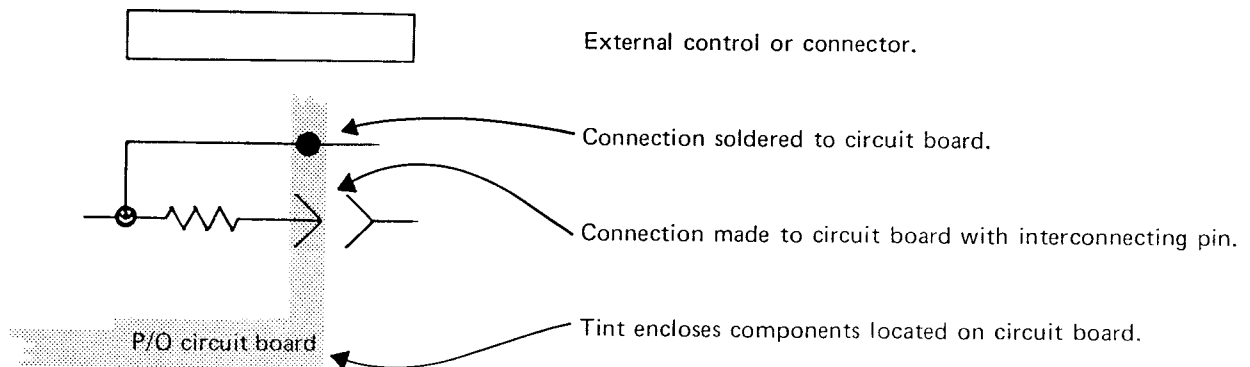 External control or connector.
Connection soldered to circuit board.
Connection made to circuit board with interconnecting pin.
P/O circuit board
Tint encloses components located on circuit board.